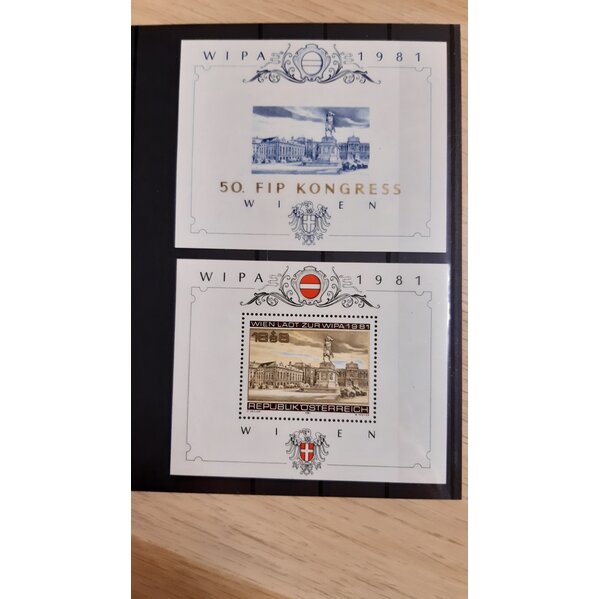 WIPA 1981
50. FIP KONGRESS
WIEN
WIPA 1981
WIEN LÄDT ZUR WIPA 1981
REPUBLIK ÖSTERREICH
WIEN